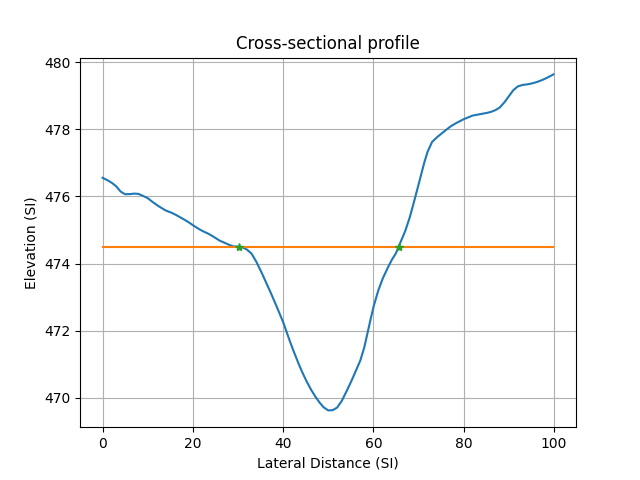 Cross-sectional profile
480
478
476
474
472
470
Elevation (SI)
0 20 40 60 80 100
Lateral Distance (SI)